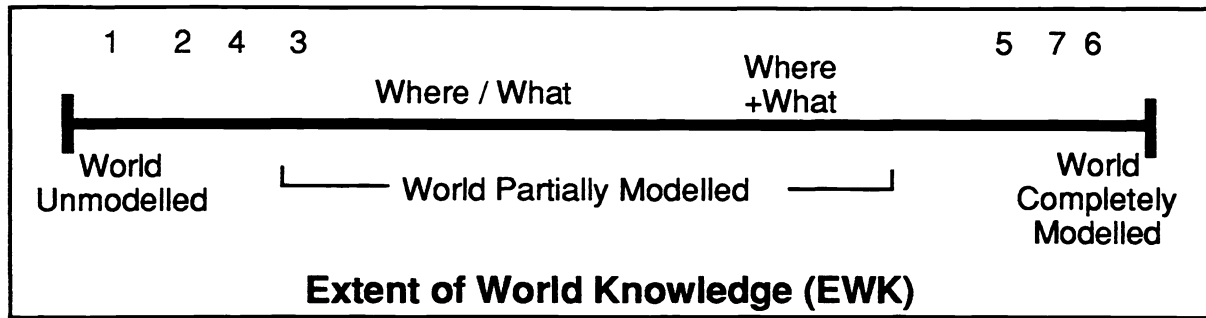 1 2 4 3 5 7 6
Where / What
Where
+What
World
Unmodelled
World Partially Modelled
World
Completely
Modelled
Extent of World Knowledge (EWK)